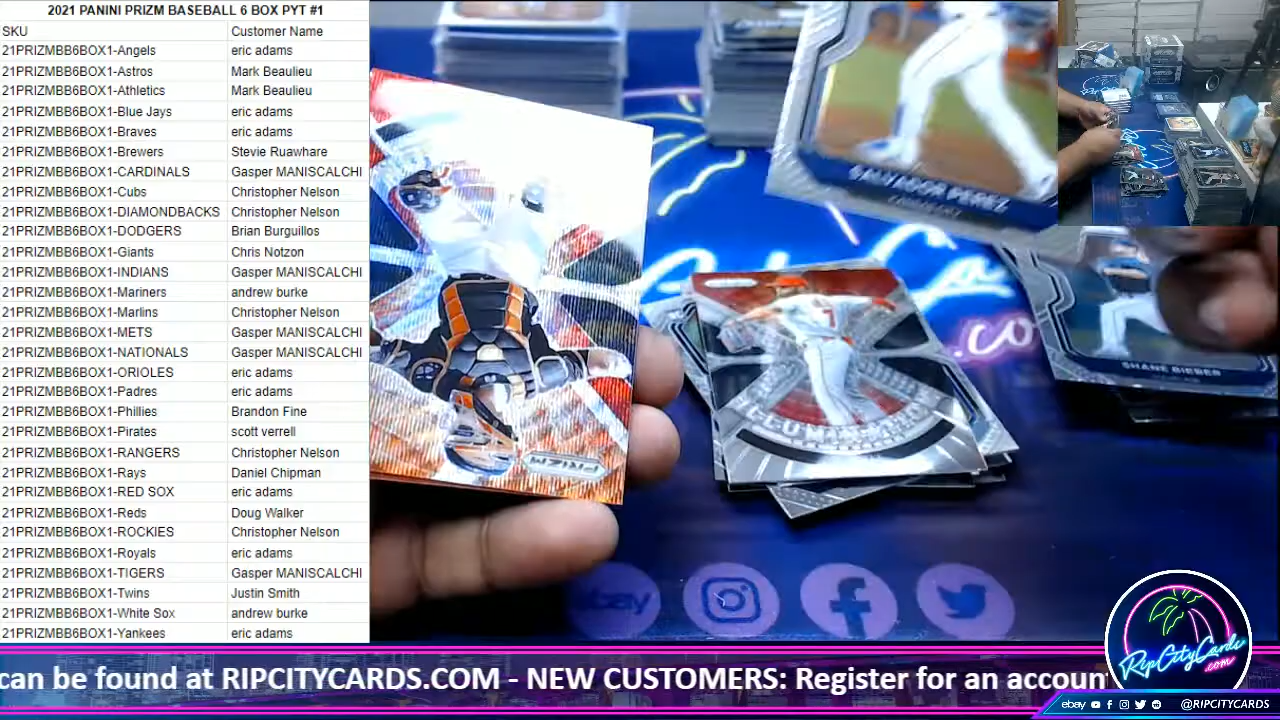 2021 PANINI PRIZM BASEBALL 6 BOX PYT #1
SKU Customer Name
21PRIZMBB6BOX1-Angels eric adams
21PRIZMBB6BOX1-Astros Mark Beaulieu
21PRIZMBB6BOX1-Athletics Mark Beaulieu
21PRIZMBB6BOX1-Blue Jays eric adams
21PRIZMBB6BOX1-Braves eric adams
21PRIZMBB6BOX1-Brewers Stevie Ruawhare
21PRIZMBB6BOX1-CARDINALS Gasper MANISCALCHI
21PRIZMBB6BOX1-Cubs Christopher Nelson
21PRIZMBB6BOX1-DIAMONDBACKS Christopher Nelson
21PRIZMBB6BOX1-DODGERS Brian Burguillos
21PRIZMBB6BOX1-Giants Chris Notzon
21PRIZMBB6BOX1-INDIANS Gasper MANISCALCHI
21PRIZMBB6BOX1-Mariners andrew burke
21PRIZMBB6BOX1-Marlins Christopher Nelson
21PRIZMBB6BOX1-METS Gasper MANISCALCHI
21PRIZMBB6BOX1-NATIONALS Gasper MANISCALCHI
21PRIZMBB6BOX1-ORIOLES eric adams
21PRIZMBB6BOX1-Padres eric adams
21PRIZMBB6BOX1-Phillies Brandon Fine
21PRIZMBB6BOX1-Pirates scott verrell
21PRIZMBB6BOX1-RANGERS Christopher Nelson
21PRIZMBB6BOX1-Rays Daniel Chipman
21PRIZMBB6BOX1-RED SOX eric adams
21PRIZMBB6BOX1-Reds Doug Walker
21PRIZMBB6BOX1-ROCKIES Christopher Nelson
21PRIZMBB6BOX1-Royals eric adams
21PRIZMBB6BOX1-TIGERS Gasper MANISCALCHI
21PRIZMBB6BOX1-Twins Justin Smith
21PRIZMBB6BOX1-White Sox andrew burke
21PRIZMBB6BOX1-Yankees eric adams
SALVADOR PEREZ
SHANE BIEBER
PRIZM
.co
ebay
can be found at RIPCITYCARDS.COM - NEW CUSTOMERS: Register for an accoun
RipCityCards
.com
ebay @RIPCITYCARDS